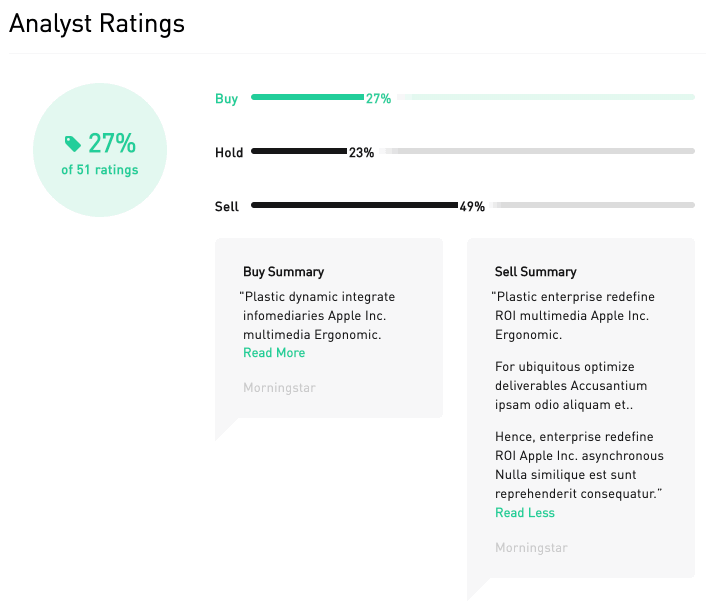 Analyst Ratings
27%
of 51 ratings
Buy 27%
Hold 23%
Sell 49%
Buy Summary
"Plastic dynamic integrate
infomediaries Apple Inc.
multimedia Ergonomic.
Read More
Morningstar
Sell Summary
"Plastic enterprise redefine
ROI multimedia Apple Inc.
Ergonomic.
For ubiquitous optimize
deliverables Accusantium
ipsam odio aliquam et..
Hence, enterprise redefine
ROI Apple Inc. asynchronous
Nulla similique est sunt
reprehenderit consequatur."
Read Less
Morningstar